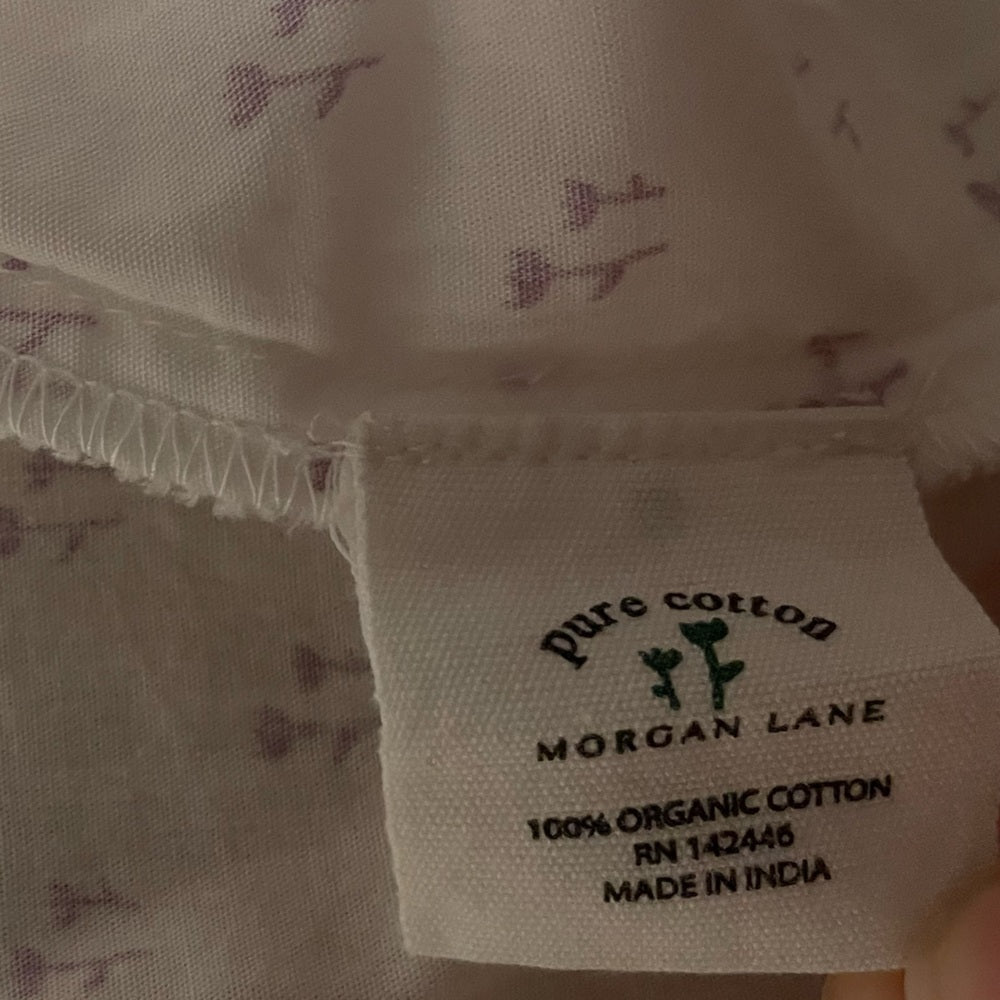 pure cotton
MORGAN LANE
100% ORGANIC COTTON
RN 142446
MADE IN INDIA